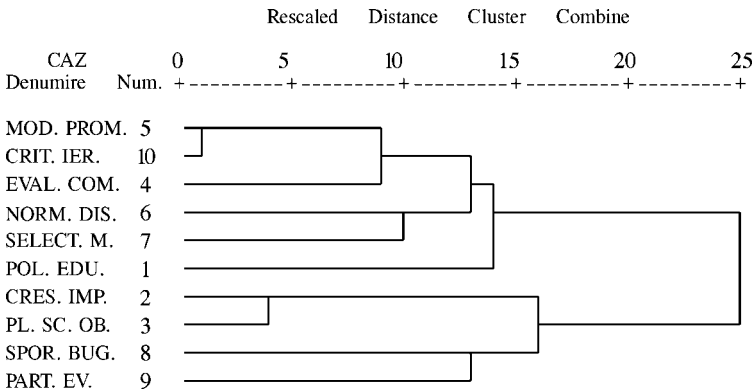 Rescaled Distance Cluster Combine
CAZ 0 5 10 15 20 25
Denumire Num. + - - - - - - - - - + - - - - - - - - - + - - - - - - - - - + - - - - - - - - - + - - - - - - - - - +
MOD. PROM. 5
CRIT. IER. 10
EVAL. COM. 4
NORM. DIS. 6
SELECT. M. 7
POL. EDU. 1
CRES. IMP. 2
PL. SC. OB. 3
SPOR. BUG. 8
PART. EV. 9